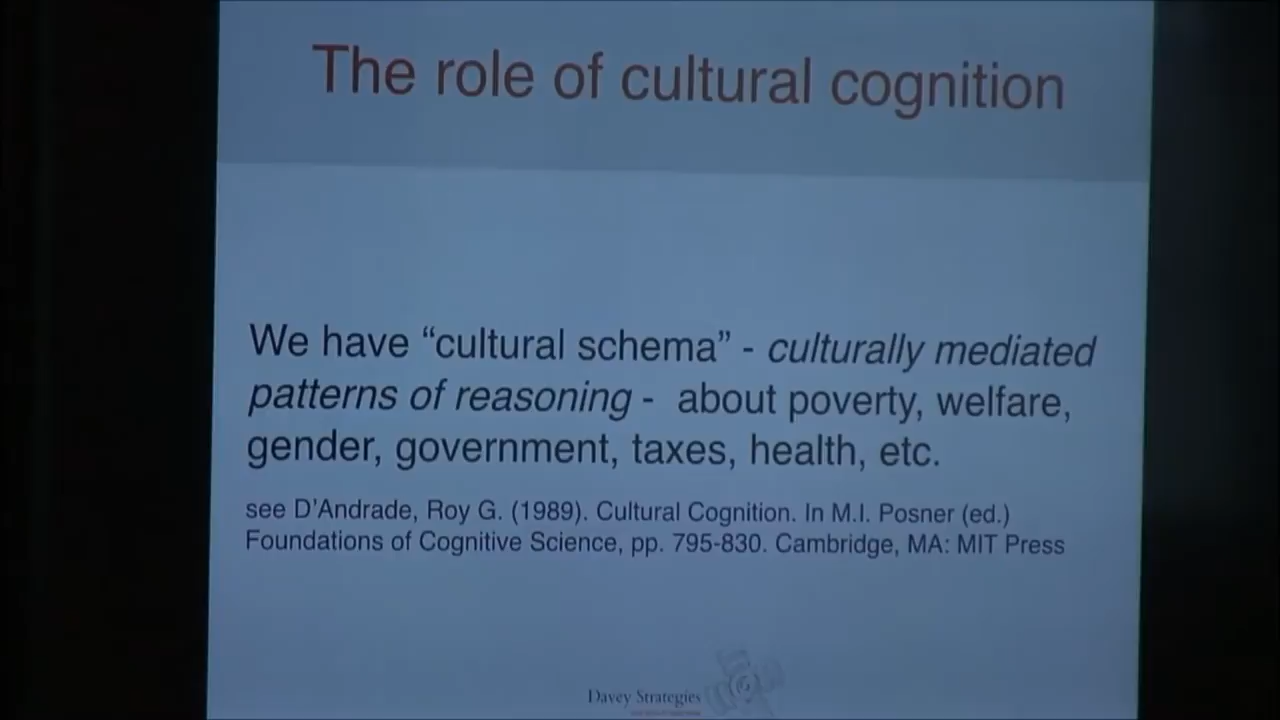 The role of cultural cognition
We have “cultural schema” - culturally mediated
patterns of reasoning - about poverty, welfare,
gender, government, taxes, health, etc.
see D’Andrade, Roy G. (1989). Cultural Cognition. In M.I. Posner (ed.)
Foundations of Cognitive Science, pp. 795-830. Cambridge, MA: MIT Press
Davey Strategies